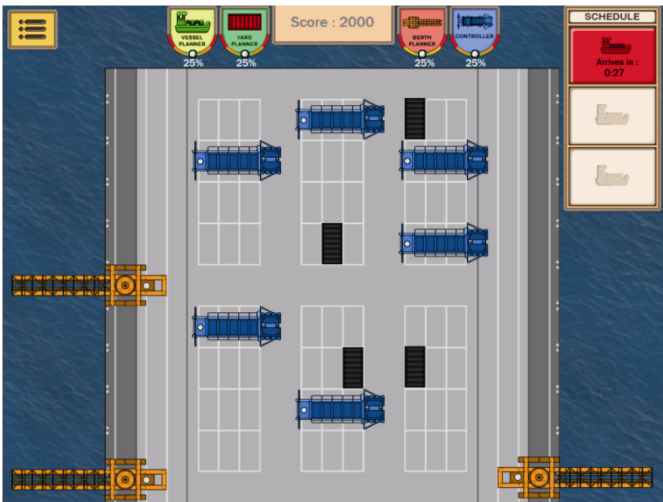 VESSEL
PLANNER
25%
YARD
PLANNER
25%
Score : 2000
BERTH
PLANNER
25%
CONTROLLER
25%
SCHEDULE
Arrives in :
0:27